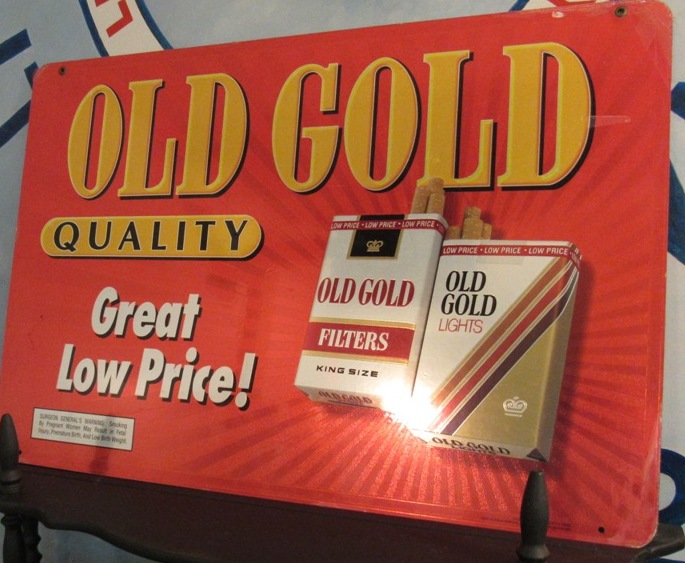 OLD GOLD
QUALITY
Great
Low Price!
SURGEON GENERAL'S WARNING: Smoking
By Pregnant Women May Result in Fetal
Injury, Premature Birth, And Low Birth Weight.
LOW PRICE • LOW PRICE • LOW PRICE
OLD GOLD
FILTERS
KING SIZE
OLD GOLD
LOW PRICE • LOW PRICE • LOW PRICE
OLD
GOLD
LIGHTS
OLD GOLD